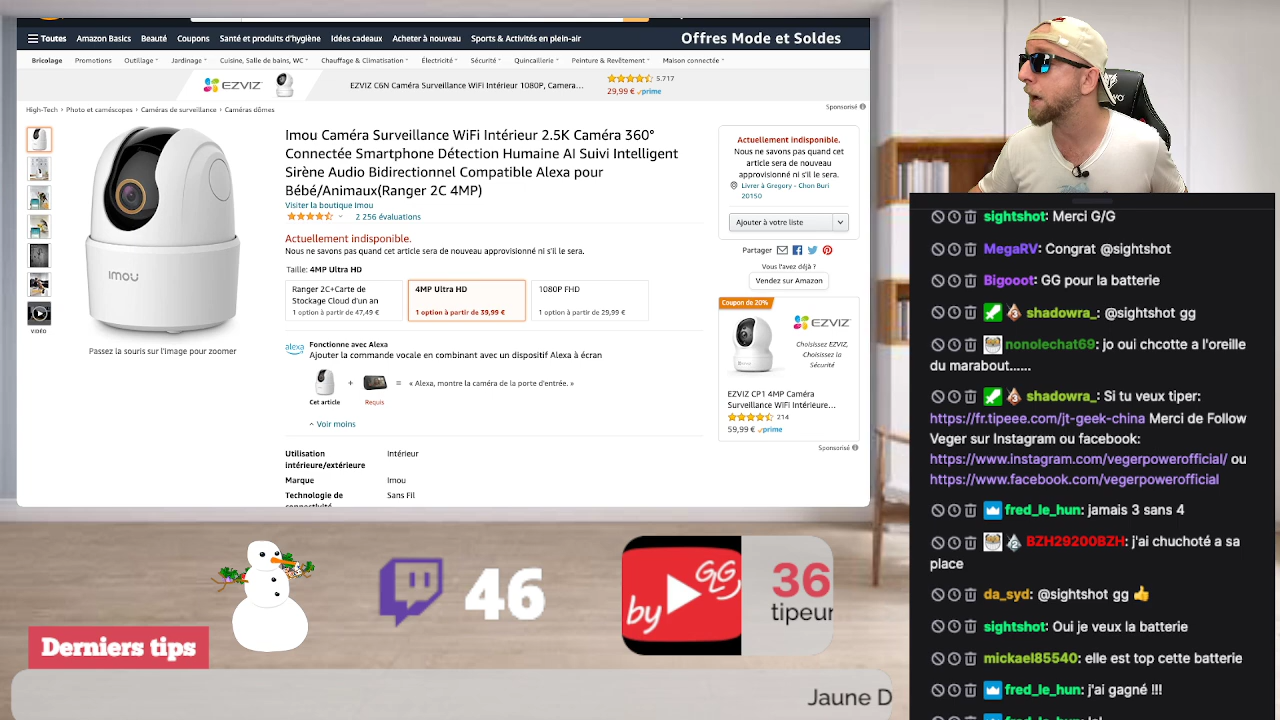 Toutes Amazon Basics Beauté Coupons Santé et produits d'hygiène Idées cadeaux Acheter à nouveau Sports & Activités en plein-air
Offres Mode et Soldes
Bricolage Promotions Outillage Jardinage Cuisine, Salle de bains, WC Chauffage & Climatisation Électricité Sécurité Quincaillerie Peinture & Revêtement Maison connectée
EZVIZ
EZVIZ C6N Caméra Surveillance WiFi Intérieur 1080P, Camera…
5.717
29,99 € prime
Sponsorisé
High-Tech › Photo et caméscopes › Caméras de surveillance › Caméras dômes
imou
VIDÉO
Passez la souris sur l'image pour zoomer
Imou Caméra Surveillance WiFi Intérieur 2.5K Caméra 360°
Connectée Smartphone Détection Humaine AI Suivi Intelligent
Sirène Audio Bidirectionnel Compatible Alexa pour
Bébé/Animaux(Ranger 2C 4MP)
Visiter la boutique Imou
2 256 évaluations
Actuellement indisponible.
Nous ne savons pas quand cet article sera de nouveau approvisionné ni s'il le sera.
Taille: 4MP Ultra HD
Ranger 2C+Carte de
Stockage Cloud d'un an
1 option à partir de 47,49 €
4MP Ultra HD
1 option à partir de 39,99 €
1080P FHD
1 option à partir de 29,99 €
alexa
Fonctionne avec Alexa
Ajouter la commande vocale en combinant avec un dispositif Alexa à écran
+ = « Alexa, montre la caméra de la porte d'entrée. »
Cet article Requis
Voir moins
Utilisation
intérieure/extérieure
Intérieur
Marque Imou
Technologie de
connectivité
Sans Fil
Actuellement indisponible.
Nous ne savons pas quand cet
article sera de nouveau
approvisionné ni s'il le sera.
Livrer à Gregory - Chon Buri
20150
Ajouter à votre liste
Partager
Vous l'avez déjà ?
Vendez sur Amazon
Coupon de 20%
EZVIZ
Choisissez EZVIZ,
Choisissez la
Sécurité
EZVIZ CP1 4MP Caméra
Surveillance WiFi Intérieure…
214
59,99 € prime
Sponsorisé
sightshot: Merci G/G
MegaRV: Congrat @sightshot
Bigooot: GG pour la batterie
shadowra_: @sightshot gg
nonolechat69: jo oui chcotte a l'oreille
du marabout......
shadowra_: Si tu veux tiper:
https://fr.tipeee.com/jt-geek-china Merci de Follow
Veger sur Instagram ou facebook:
https://www.instagram.com/vegerpowerofficial/ ou
https://www.facebook.com/vegerpowerofficial
fred_le_hun: jamais 3 sans 4
BZH29200BZH: j'ai chuchoté a sa
place
da_syd: @sightshot gg 👍
sightshot: Oui je veux la batterie
mickael85540: elle est top cette batterie
fred_le_hun: j'ai gagné !!!
46
by GLG
36
tipeur
Derniers tips
Jaune D